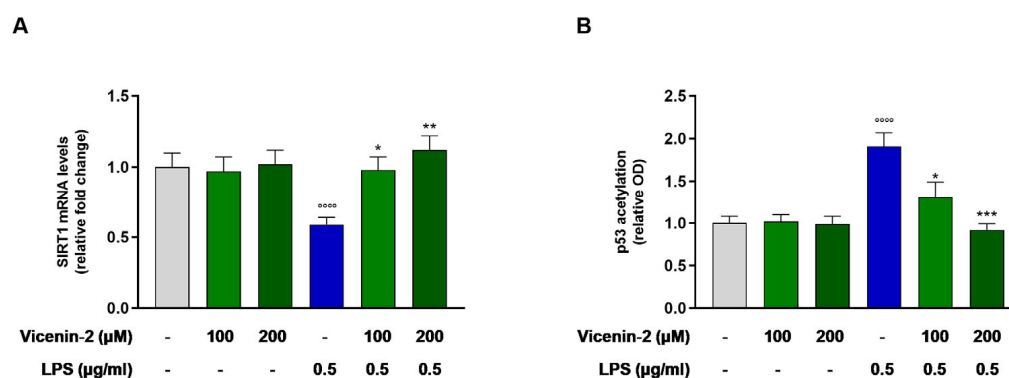 A
SIRT1 mRNA levels
(relative fold change)
1.5
1.0
0.5
0.0
°°°°
*
**
Vicenin-2 (µM) - 100 200 - 100 200
LPS (µg/ml) - - - 0.5 0.5 0.5
B
p53 acetylation
(relative OD)
2.5
2.0
1.5
1.0
0.5
0.0
°°°°
*
***
Vicenin-2 (µM) - 100 200 - 100 200
LPS (µg/ml) - - - 0.5 0.5 0.5